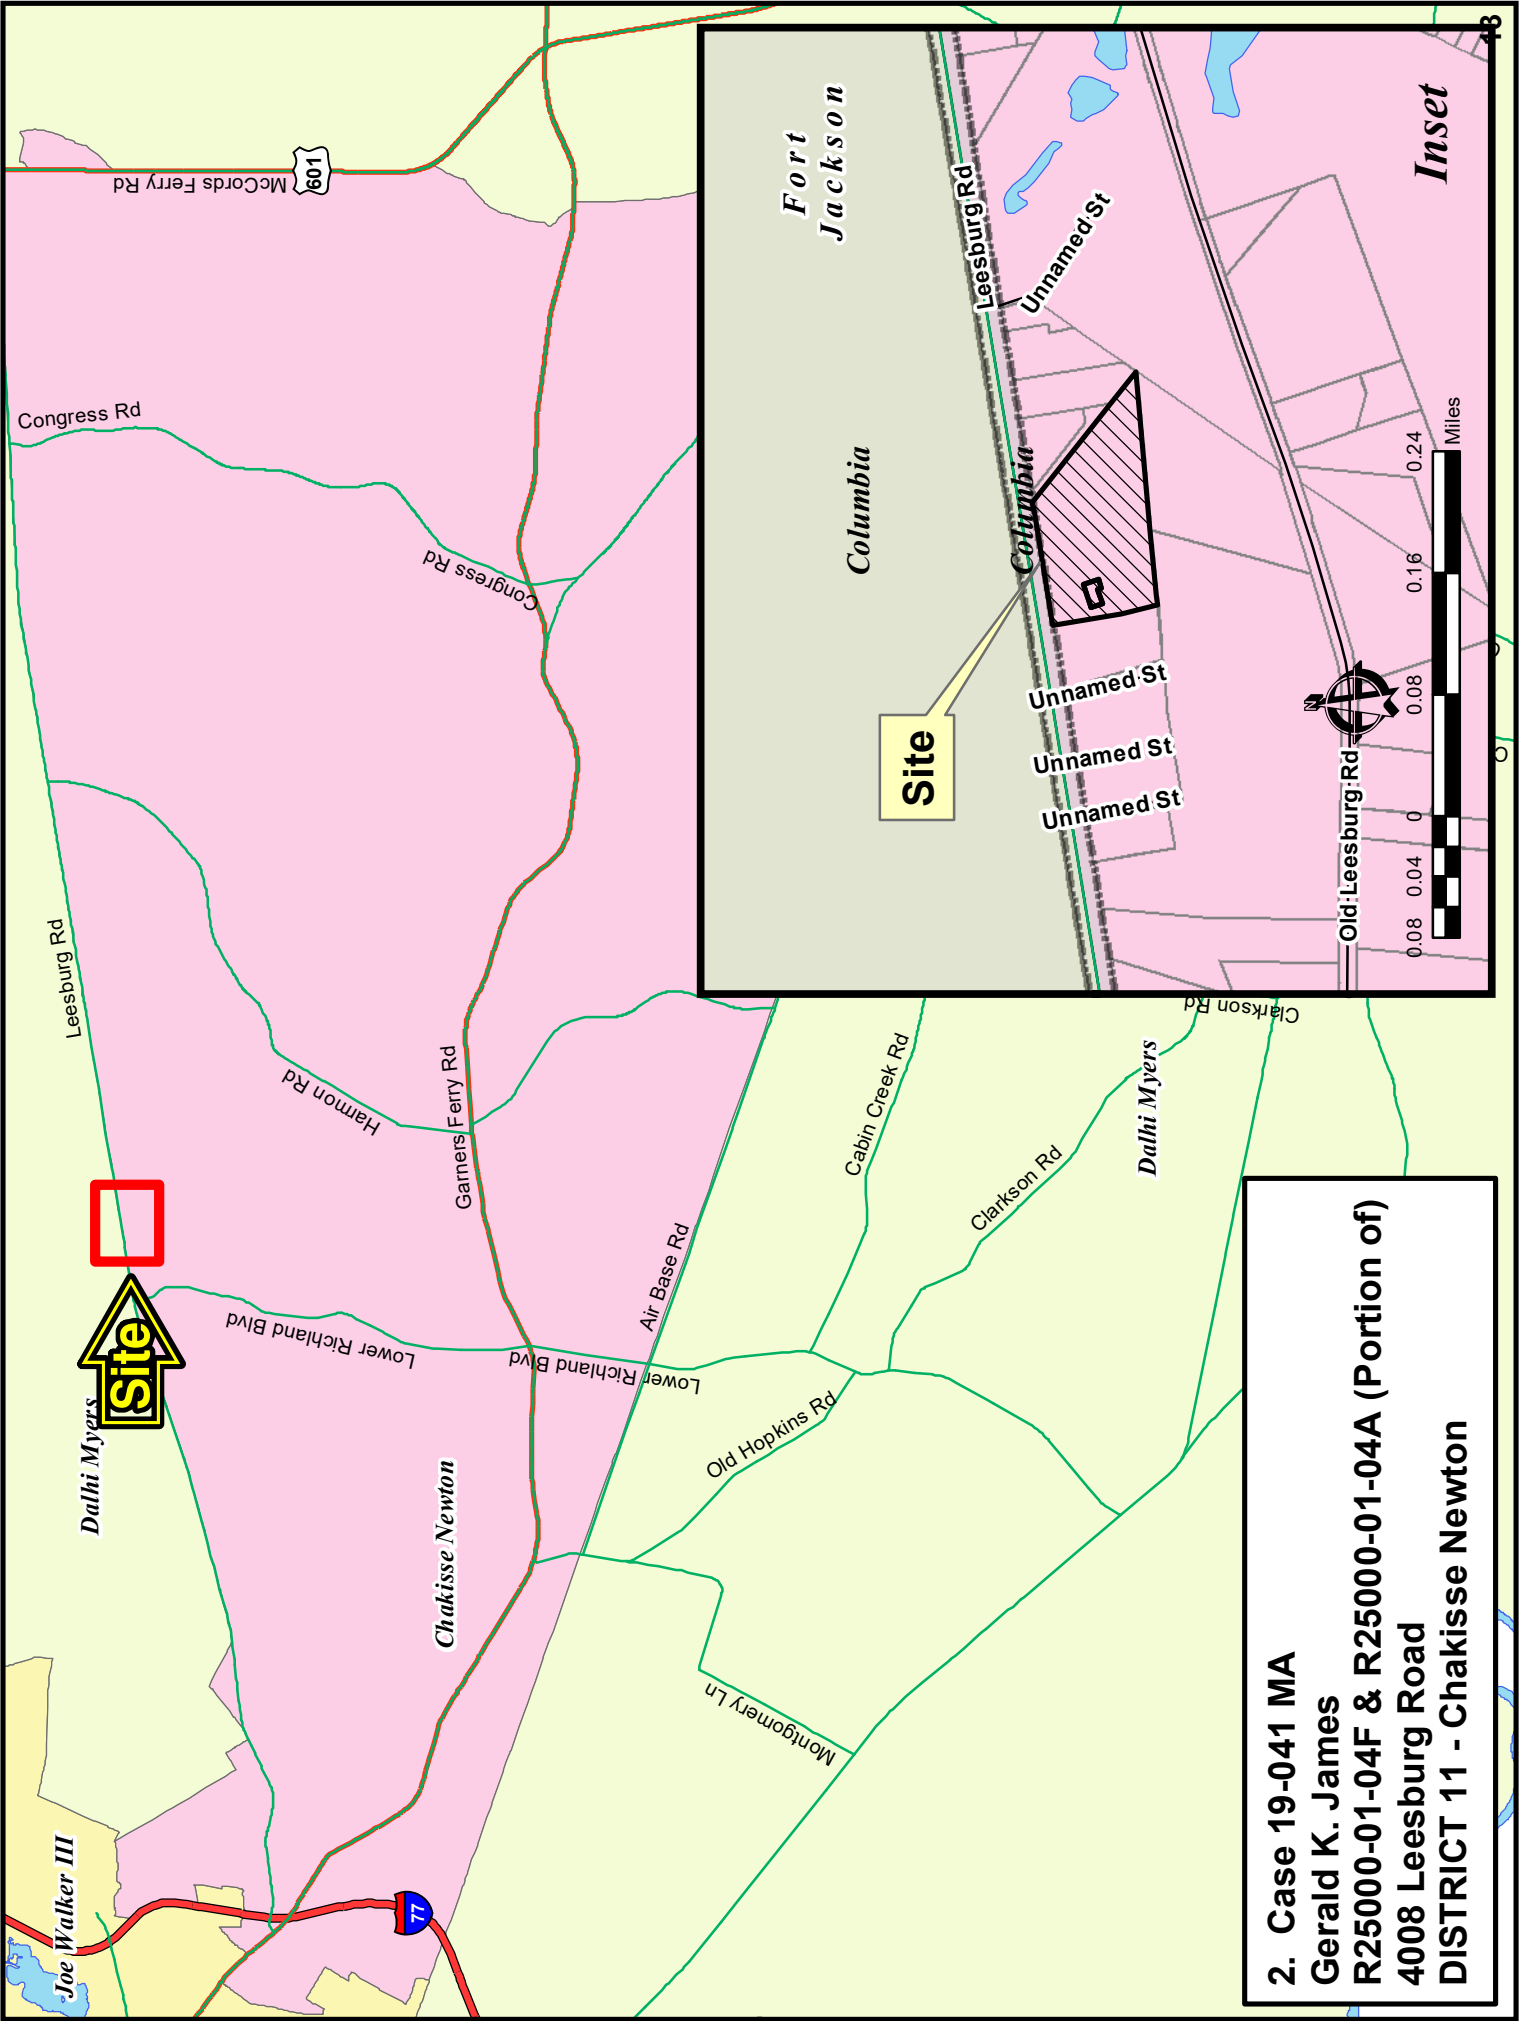 Joe Walker III
Dalhi Myers
Site
Leesburg Rd
Congress Rd
McCords Ferry Rd
601
Harmon Rd
Lower Richland Blvd
Congress Rd
Chakisse Newton
Garners Ferry Rd
77
Lower Richland Blvd
Air Base Rd
Old Hopkins Rd
Montgomery Ln
Cabin Creek Rd
Clarkson Rd
Dalhi Myers
Clarkson Rd
Fort
Jackson
Columbia
Site
Leesburg Rd
Columbia
Unnamed St
Unnamed St
Unnamed St
Unnamed St
N
Old Leesburg Rd
Inset
0.08 0.04 0 0.08 0.16 0.24
Miles
2. Case 19-041 MA
Gerald K. James
R25000-01-04F & R25000-01-04A (Portion of)
4008 Leesburg Road
DISTRICT 11 - Chakisse Newton